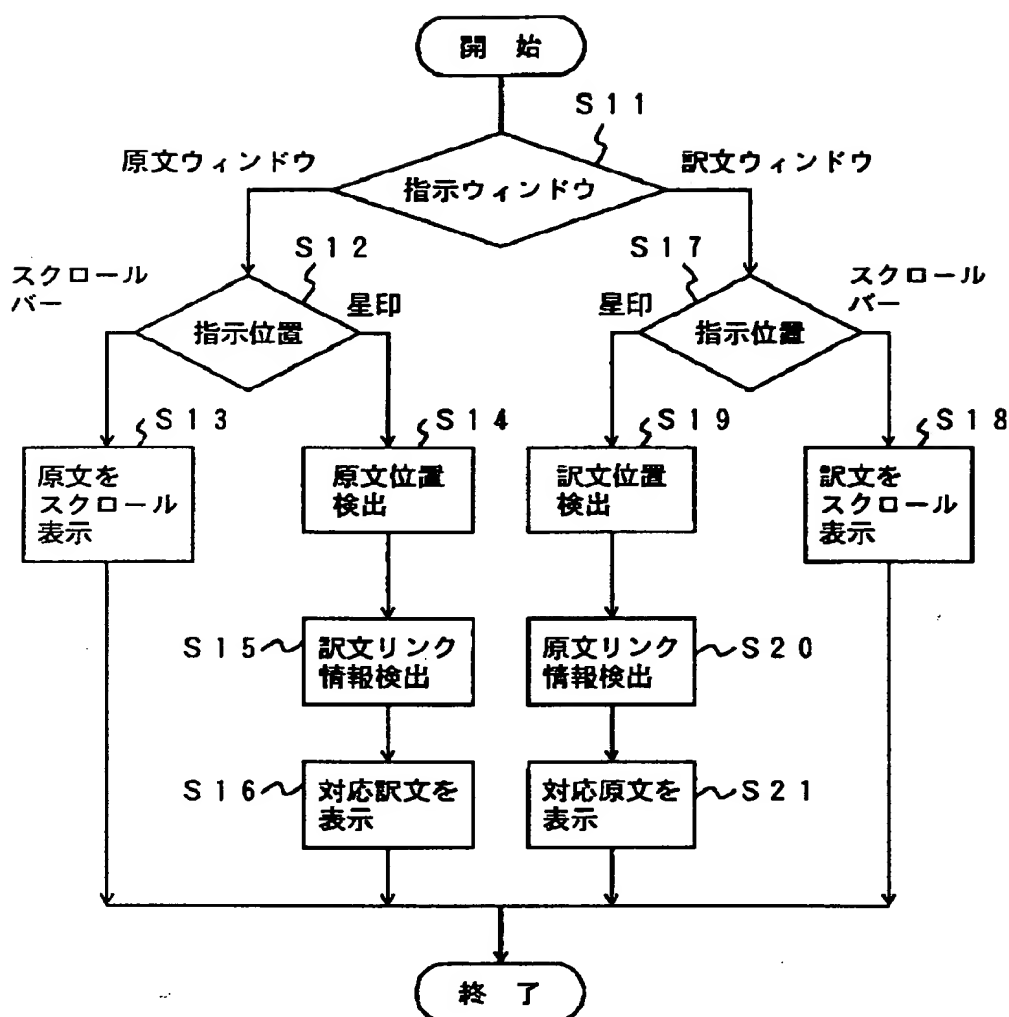 開 始
S11
原文ウィンドウ
指示ウィンドウ
訳文ウィンドウ
S12
スクロール
バー
指示位置
星印
S17
星印
指示位置
スクロール
バー
S13
原文を
スクロール
表示
S14
原文位置
検出
S19
訳文位置
検出
S18
訳文を
スクロール
表示
S15
訳文リンク
情報検出
原文リンク
情報検出
S20
S16
対応訳文を
表示
対応原文を
表示
S21
終 了